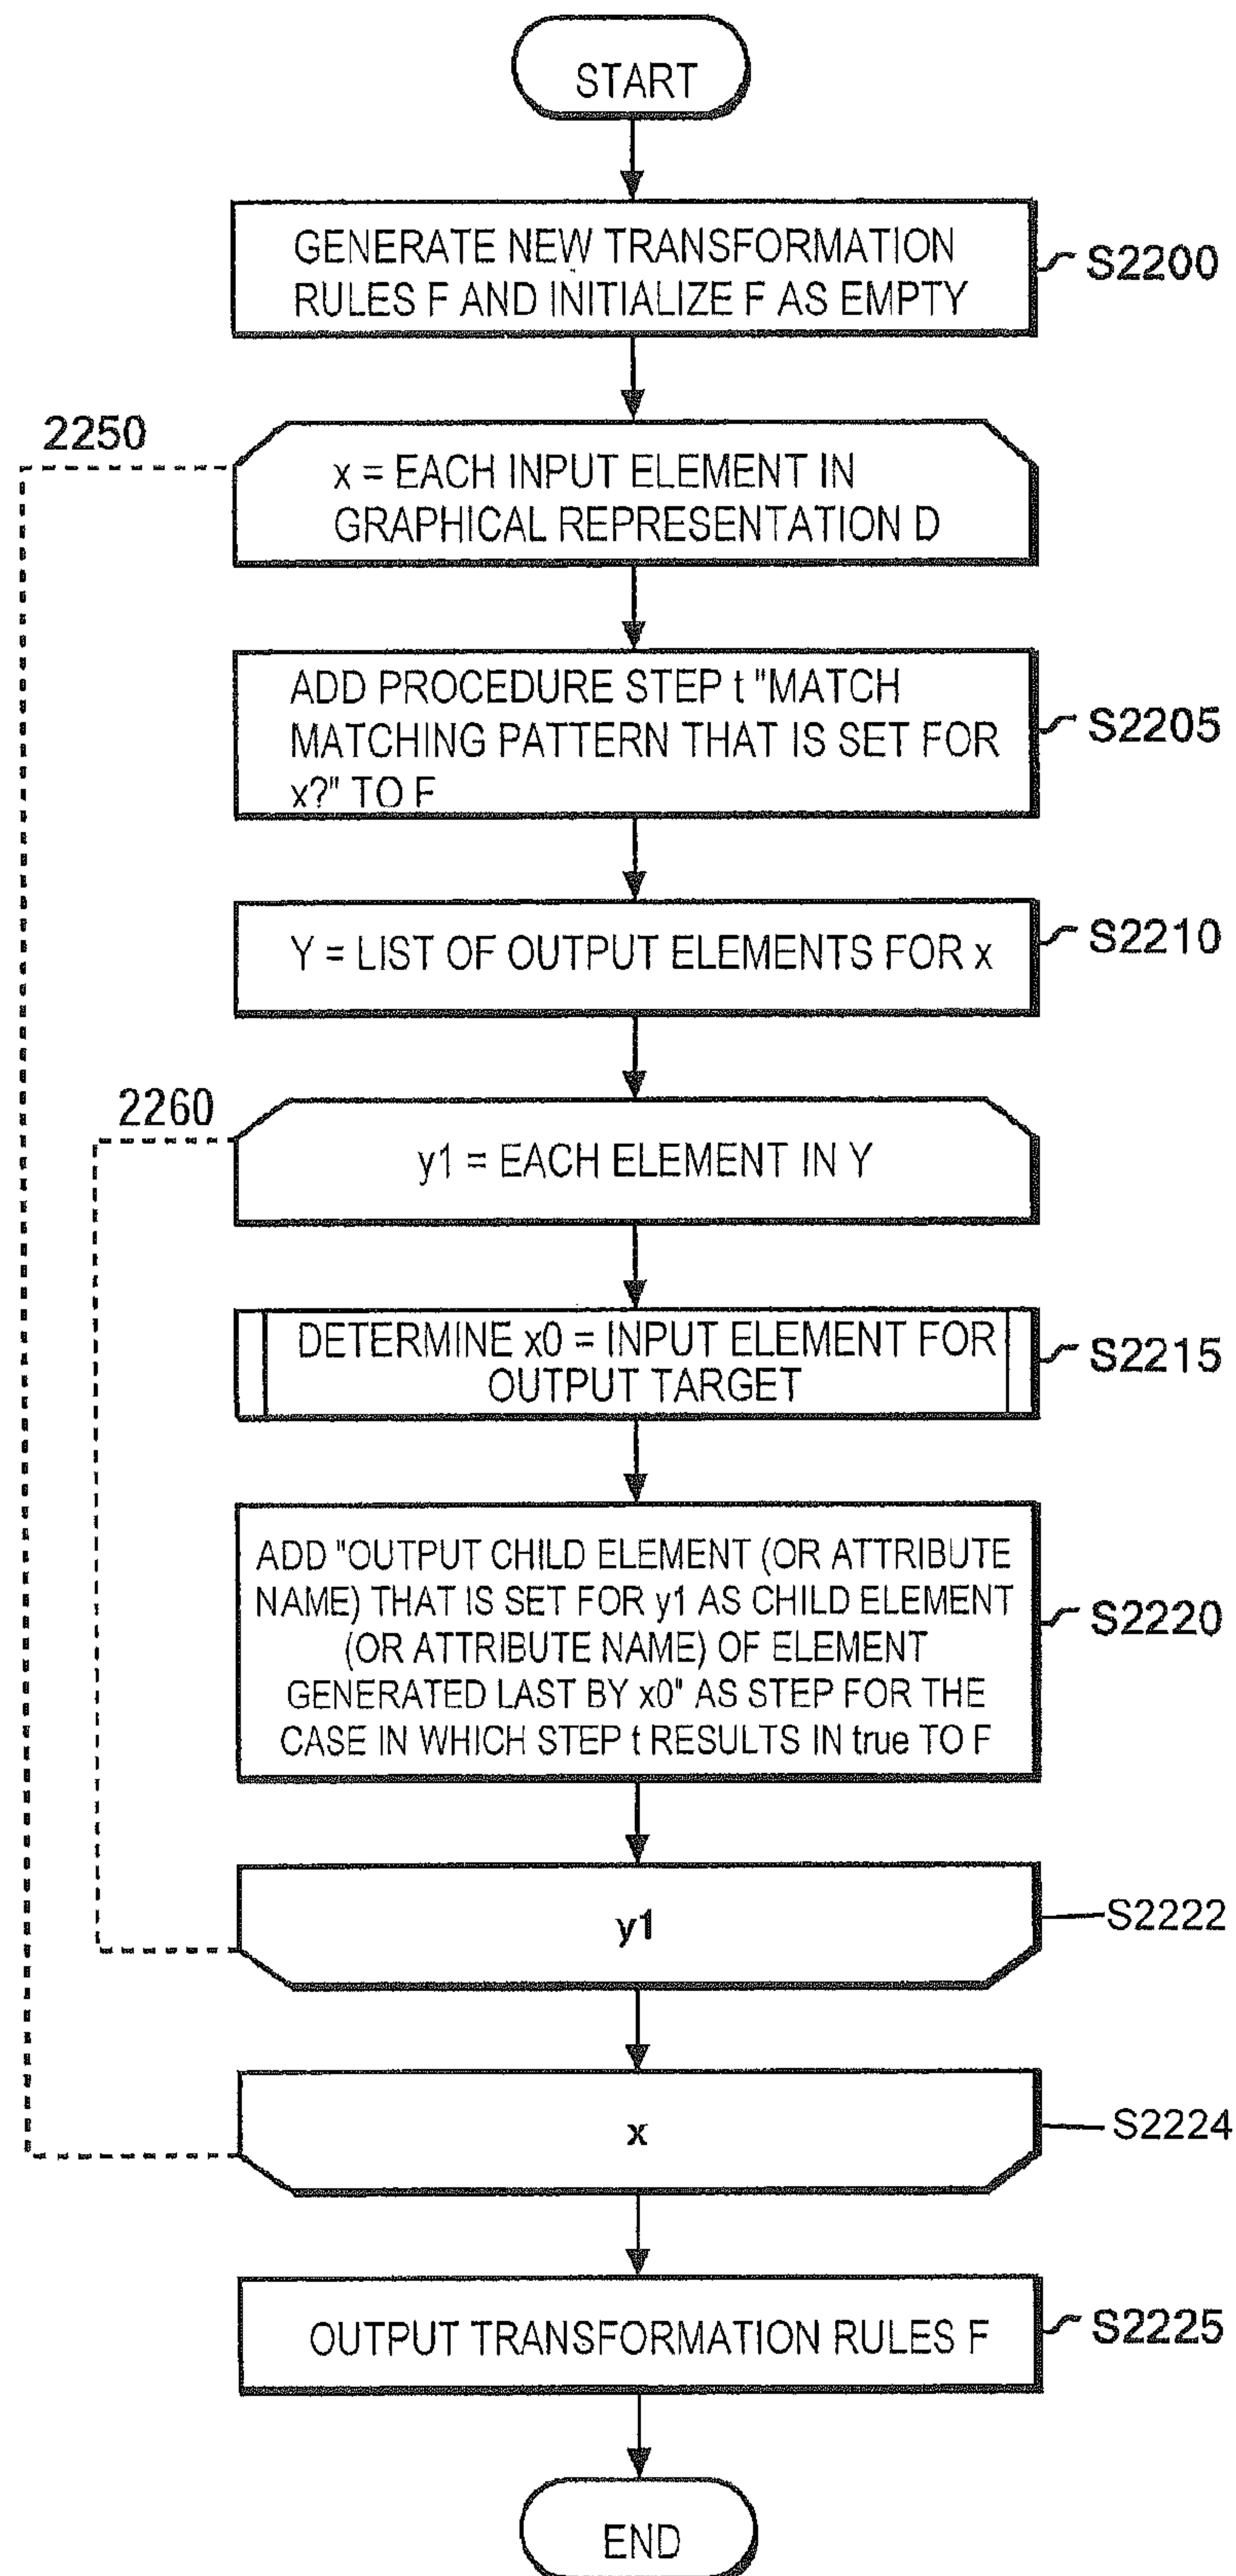 START
GENERATE NEW TRANSFORMATION
RULES F AND INITIALIZE F AS EMPTY
S2200
2250
x = EACH INPUT ELEMENT IN
GRAPHICAL REPRESENTATION D
ADD PROCEDURE STEP t "MATCH
MATCHING PATTERN THAT IS SET FOR
x?" TO F
S2205
Y = LIST OF OUTPUT ELEMENTS FOR x
S2210
2260
y1 = EACH ELEMENT IN Y
DETERMINE x0 = INPUT ELEMENT FOR
OUTPUT TARGET
S2215
ADD "OUTPUT CHILD ELEMENT (OR ATTRIBUTE
NAME) THAT IS SET FOR y1 AS CHILD ELEMENT
(OR ATTRIBUTE NAME) OF ELEMENT
GENERATED LAST BY x0" AS STEP FOR THE
CASE IN WHICH STEP t RESULTS IN true TO F
S2220
y1
S2222
x
S2224
OUTPUT TRANSFORMATION RULES F
S2225
END